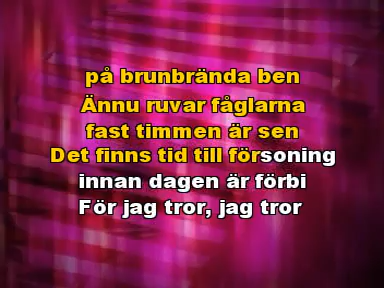 på brunbrända ben
Ännu ruvar fåglarna
fast timmen är sen
Det finns tid till försoning
innan dagen är förbi
För jag tror, jag tror